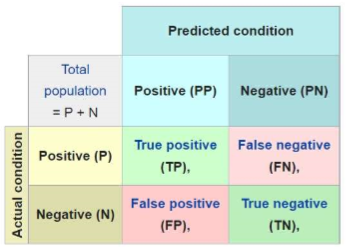 Predicted condition
Total
population
= P + N
Positive (PP)
Negative (PN)
Actual condition
Positive (P)
True positive
(TP),
False negative
(FN),
Negative (N)
False positive
(FP),
True negative
(TN),